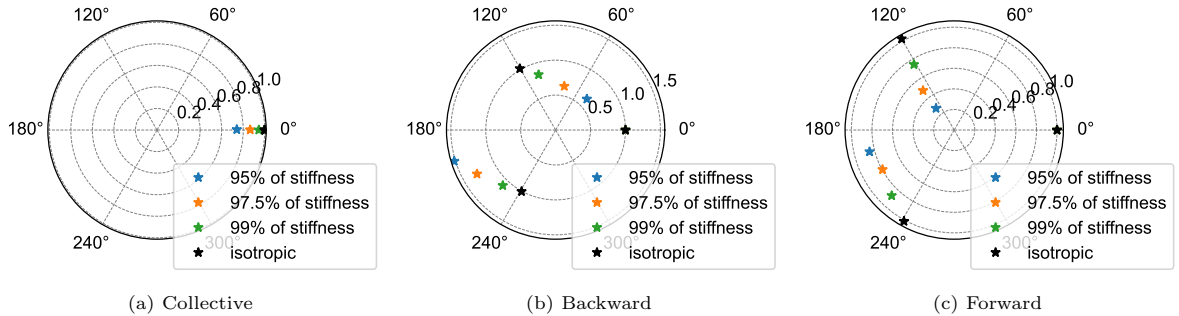 120° 60°
180° 0°
0.2 0.4 0.6 0.8 1.0
240° 300°
95% of stiffness
97.5% of stiffness
99% of stiffness
isotropic
(a) Collective
120° 60°
180° 0°
0.5 1.0 1.5
240° 300°
95% of stiffness
97.5% of stiffness
99% of stiffness
isotropic
(b) Backward
120° 60°
180° 0°
0.2 0.4 0.6 0.8 1.0
240° 300°
95% of stiffness
97.5% of stiffness
99% of stiffness
isotropic
(c) Forward